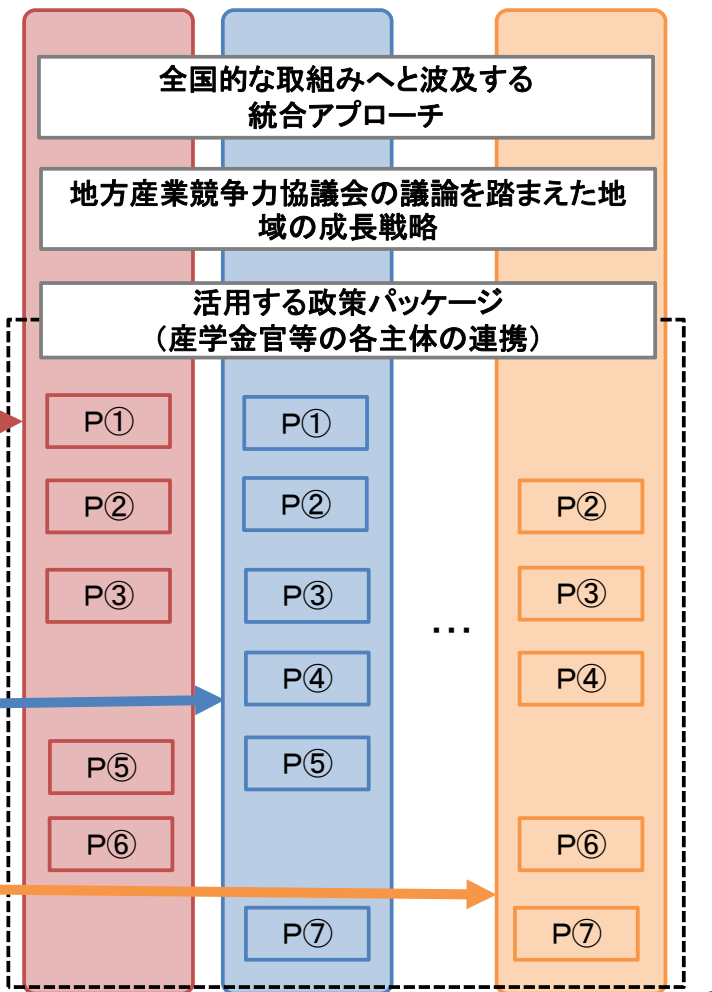 全国的な取組みへと波及する
統合アプローチ
地方産業競争力協議会の議論を踏まえた地
域の成長戦略
活用する政策パッケージ
（産学金官等の各主体の連携）
P①
P①
P②
P②
P②
P③
P③
P③
…
P④
P④
P⑤
P⑤
P⑥
P⑥
P⑦
P⑦